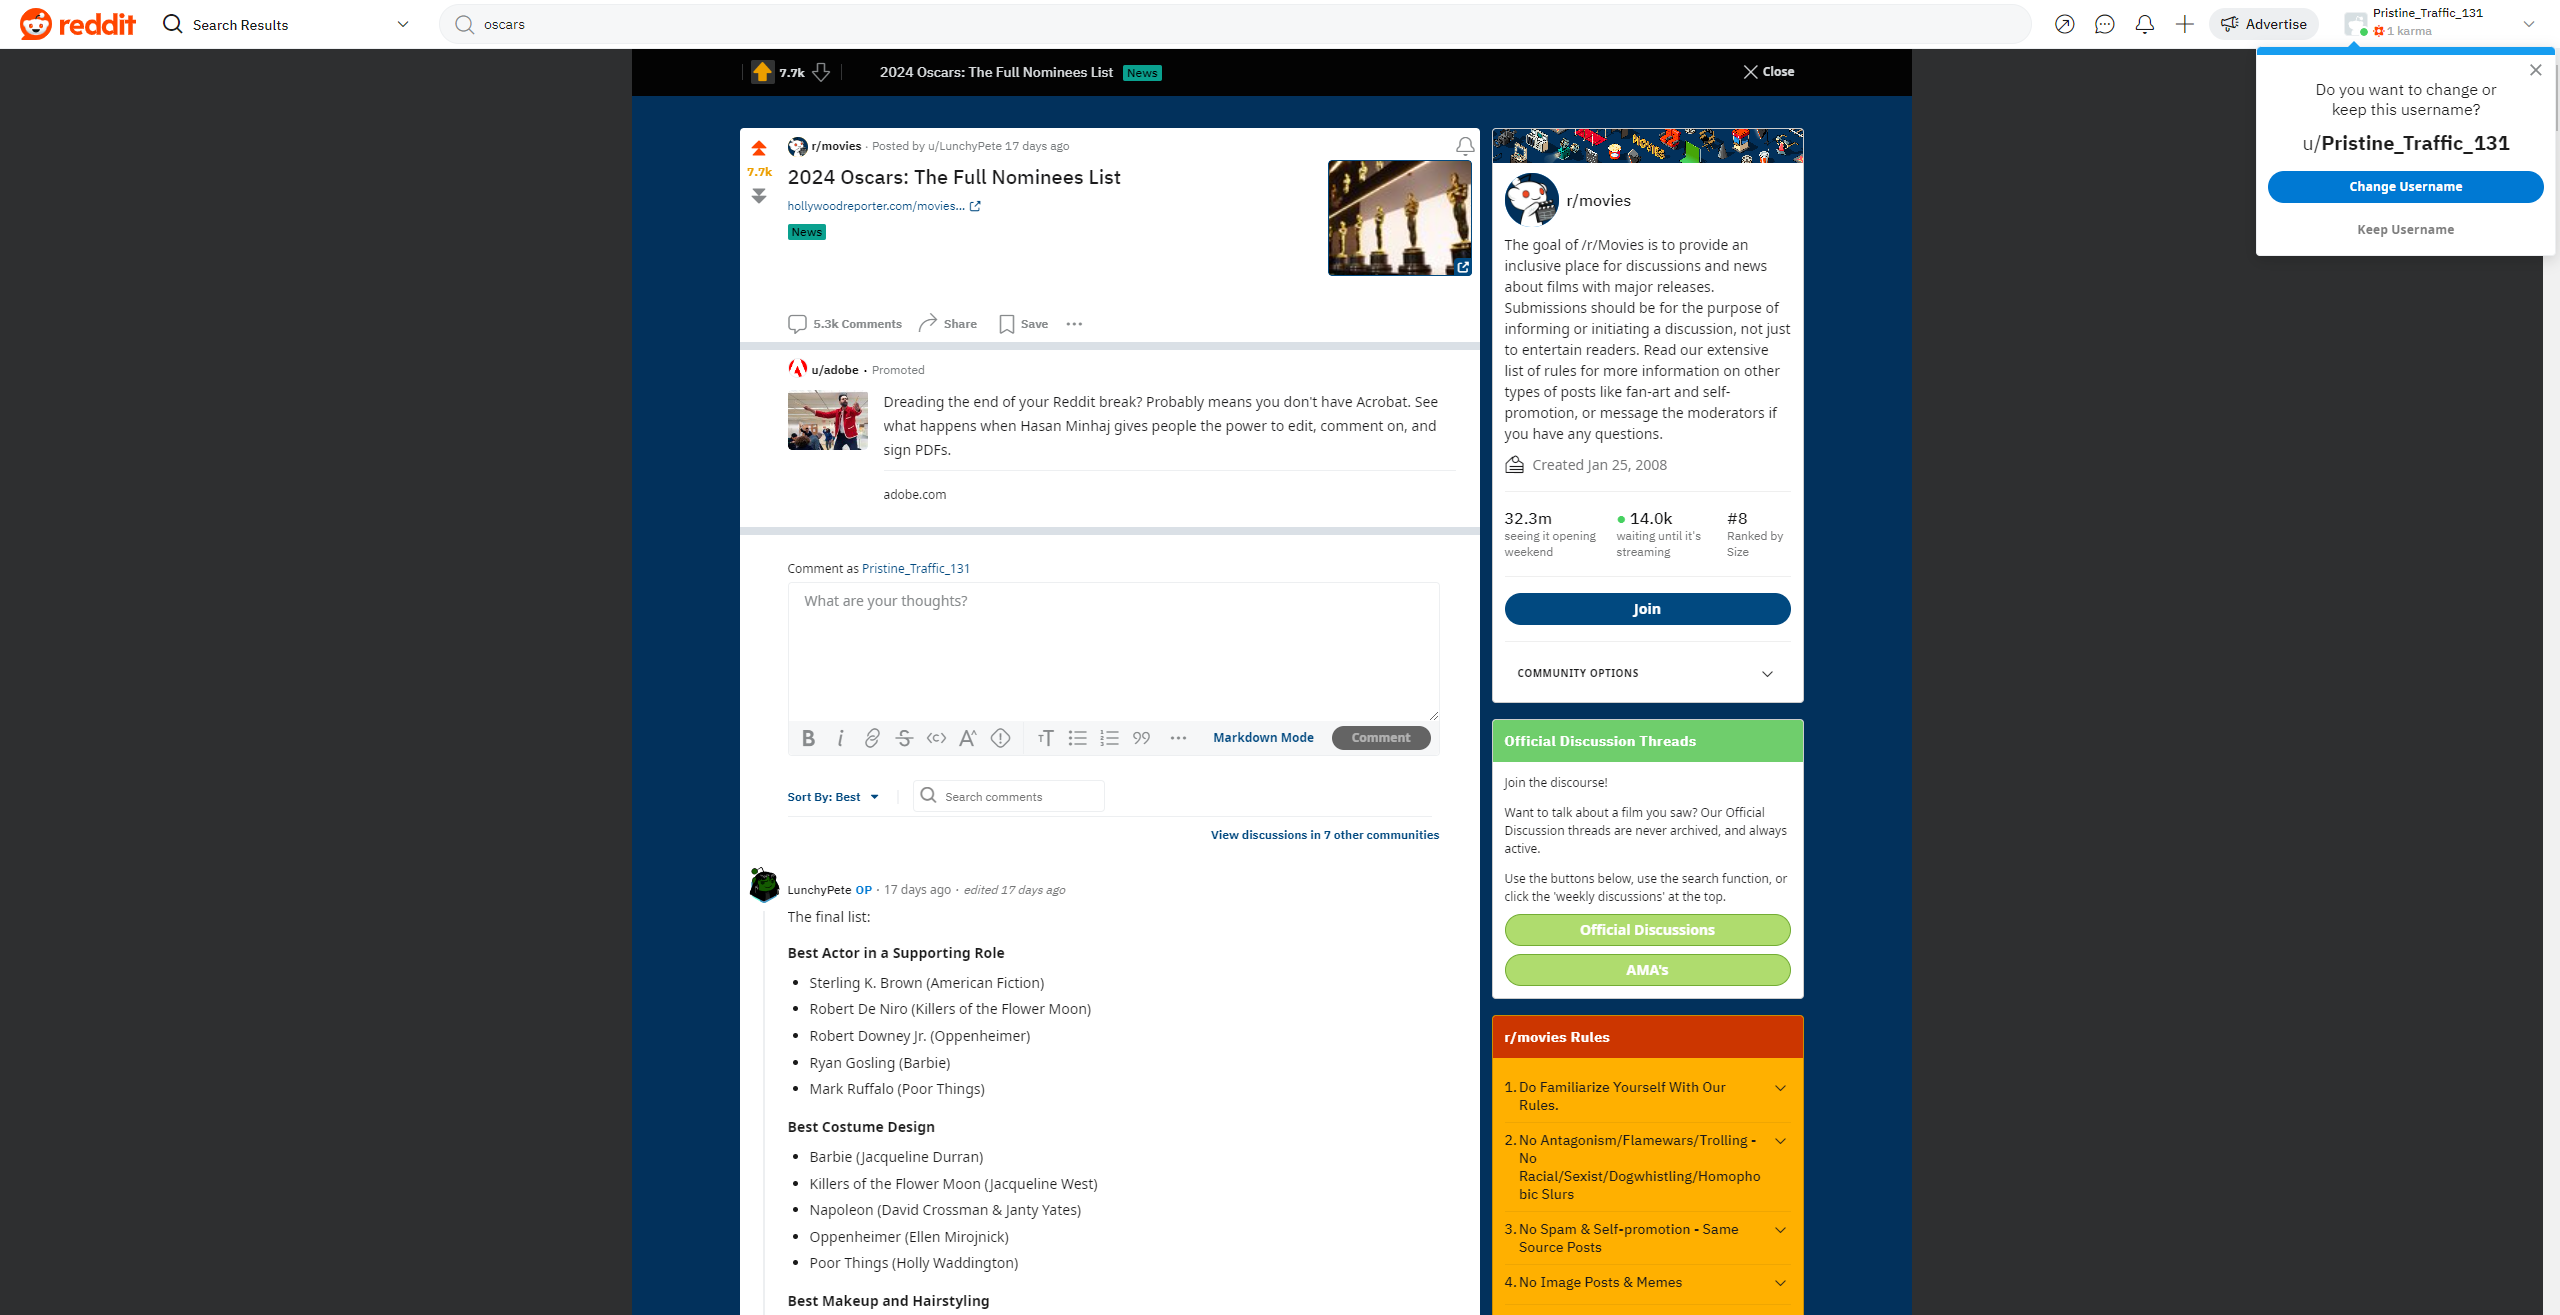 reddit
Search Results
oscars
Advertise
Pristine_Traffic_131
1 karma
7.7k
2024 Oscars: The Full Nominees List News
Close
Do you want to change or
keep this username?
u/Pristine_Traffic_131
Change Username
Keep Username
7.7k
r/movies · Posted by u/LunchyPete 17 days ago
2024 Oscars: The Full Nominees List
hollywoodreporter.com/movies...
News
5.3k Comments
Share
Save
u/adobe · Promoted
Dreading the end of your Reddit break? Probably means you don't have Acrobat. See
what happens when Hasan Minhaj gives people the power to edit, comment on, and
sign PDFs.
adobe.com
Comment as Pristine_Traffic_131
What are your thoughts?
Markdown Mode
Comment
Sort By: Best
Search comments
View discussions in 7 other communities
LunchyPete OP · 17 days ago · edited 17 days ago
The final list:
Best Actor in a Supporting Role
• Sterling K. Brown (American Fiction)
• Robert De Niro (Killers of the Flower Moon)
• Robert Downey Jr. (Oppenheimer)
• Ryan Gosling (Barbie)
• Mark Ruffalo (Poor Things)
Best Costume Design
• Barbie (Jacqueline Durran)
• Killers of the Flower Moon (Jacqueline West)
• Napoleon (David Crossman & Janty Yates)
• Oppenheimer (Ellen Mirojnick)
• Poor Things (Holly Waddington)
Best Makeup and Hairstyling
MOVIES
r/movies
The goal of /r/Movies is to provide an
inclusive place for discussions and news
about films with major releases.
Submissions should be for the purpose of
informing or initiating a discussion, not just
to entertain readers. Read our extensive
list of rules for more information on other
types of posts like fan-art and self-
promotion, or message the moderators if
you have any questions.
Created Jan 25, 2008
32.3m
seeing it opening
weekend
14.0k
waiting until it's
streaming
#8
Ranked by
Size
Join
COMMUNITY OPTIONS
Official Discussion Threads
Join the discourse!
Want to talk about a film you saw? Our Official
Discussion threads are never archived, and always
active.
Use the buttons below, use the search function, or
click the 'weekly discussions' at the top.
Official Discussions
AMA's
r/movies Rules
1. Do Familiarize Yourself With Our
Rules.
2. No Antagonism/Flamewars/Trolling -
No
Racial/Sexist/Dogwhistling/Homopho
bic Slurs
3. No Spam & Self-promotion - Same
Source Posts
4. No Image Posts & Memes